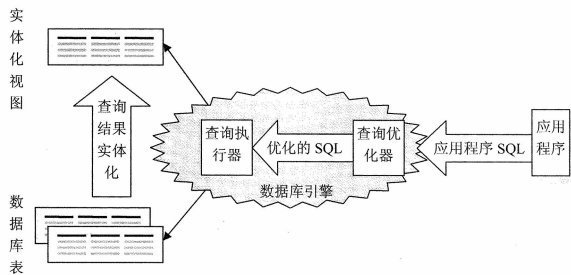 实体化视图
查询结果实体化
查询执行器
优化的 SQL
查询优化器
应用程序 SQL
应用程序
数据库引擎
数据库表